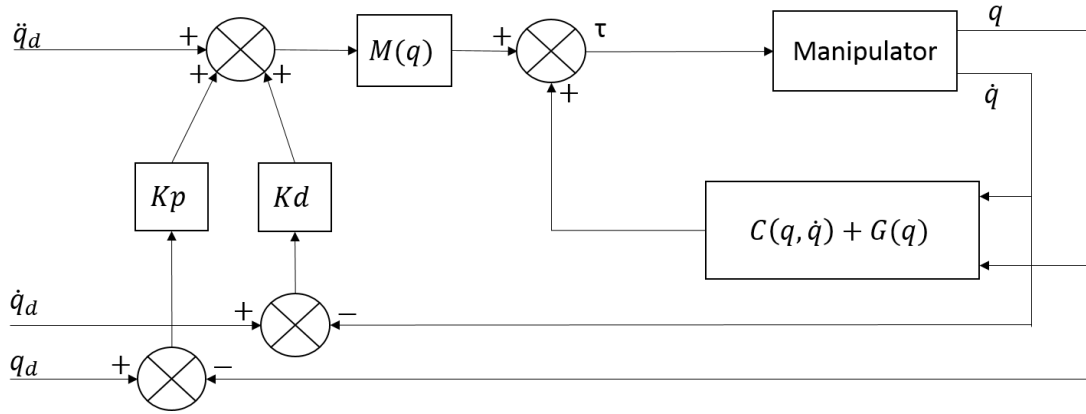 q̈_d
+
+
+
M(q)
+
+
τ
Manipulator
q
q̇
Kp
Kd
C(q, q̇) + G(q)
q̇_d
+
−
q_d
+
−